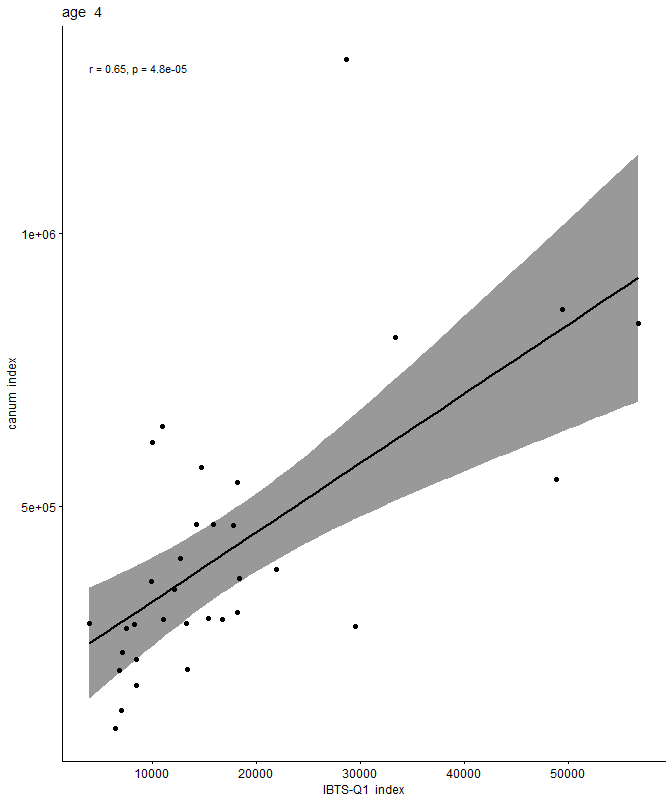 age 4
r = 0.65, p = 4.8e-05
1e+06
canum index
5e+05
10000 20000 30000 40000 50000
IBTS-Q1 index